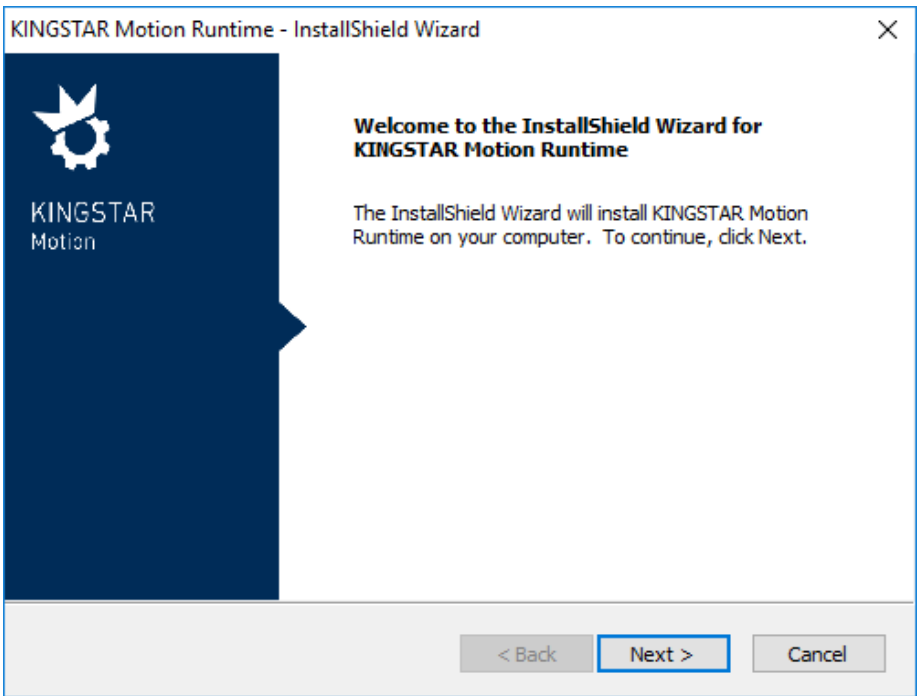 KINGSTAR Motion Runtime - InstallShield Wizard
KINGSTAR
Motion
Welcome to the InstallShield Wizard for
KINGSTAR Motion Runtime
The InstallShield Wizard will install KINGSTAR Motion
Runtime on your computer.  To continue, click Next.
< Back
Next >
Cancel